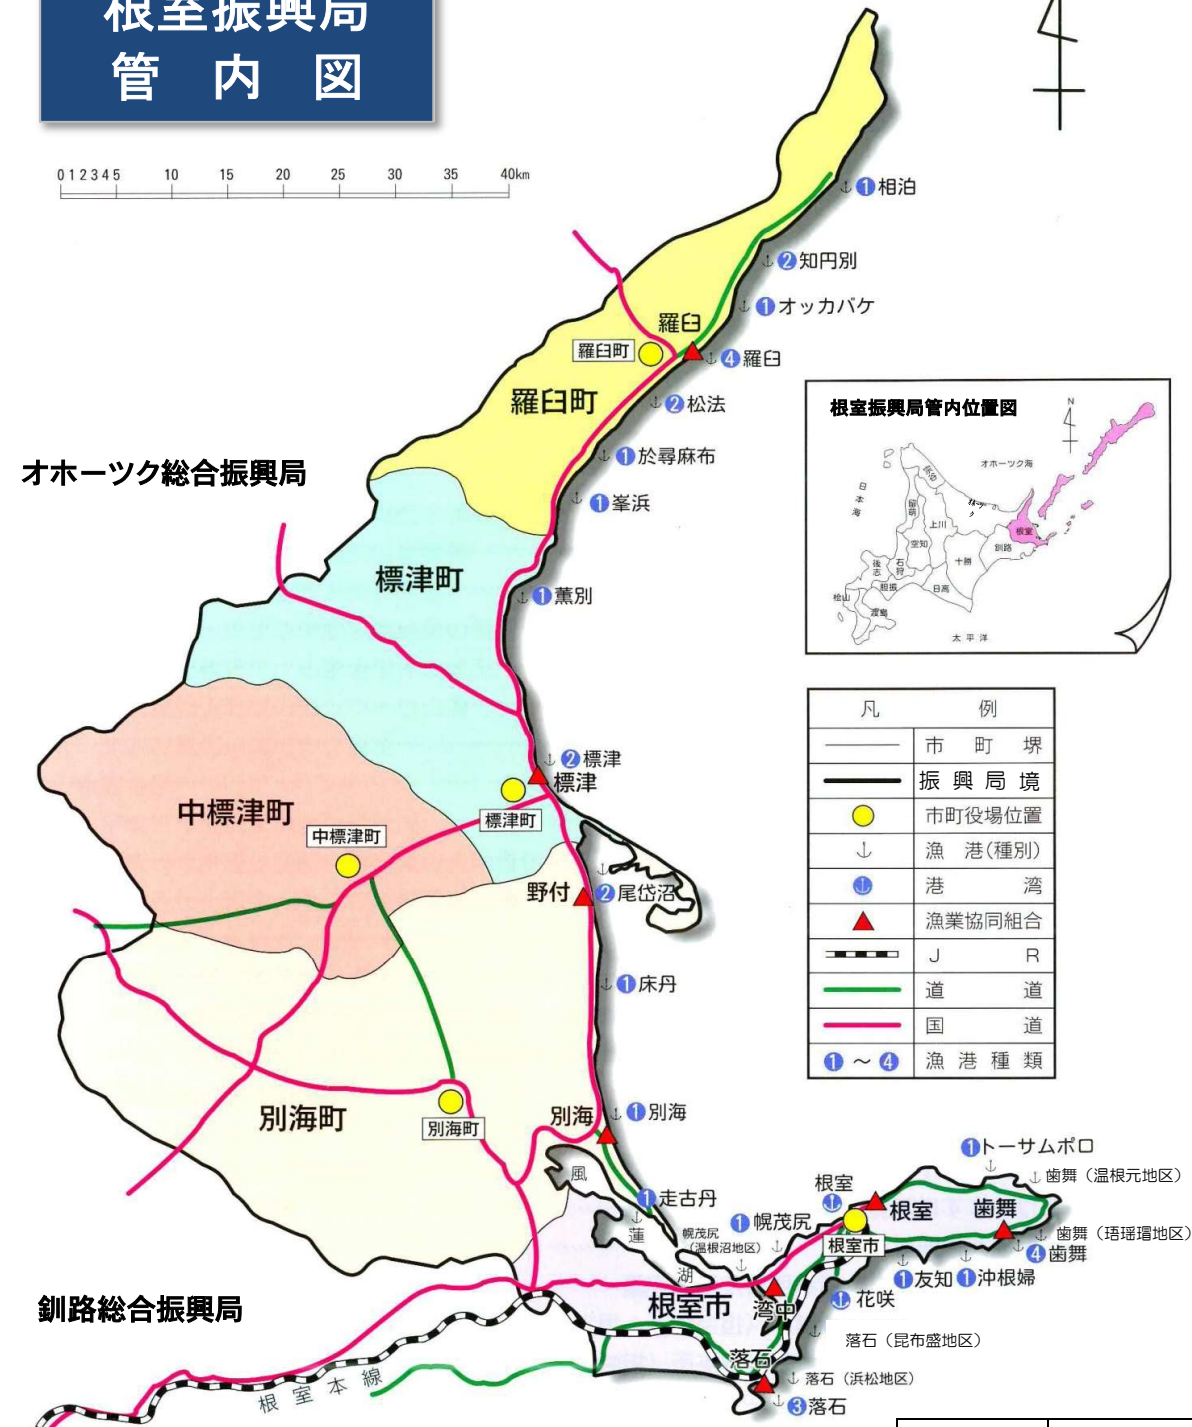 根室振興局
管内図
0 1 2 3 4 5 10 15 20 25 30 35 40km
①相泊
②知円別
①オッカバケ
羅臼
羅臼町
④羅臼
羅臼町
②松法
①於尋麻布
①峯浜
オホーツク総合振興局
標津町
①薫別
②標津
標津
標津町
中標津町
中標津町
野付
②尾岱沼
①床丹
別海町
別海町
別海
①別海
風
蓮
湖
①走古丹
幌茂尻
(温根沼地区)
①幌茂尻
根室
根室
根室市
①トーサムポロ
歯舞(温根元地区)
歯舞
歯舞(珸瑶瑁地区)
④歯舞
①友知
①沖根婦
花咲
根室市
湾中
落石(昆布盛地区)
落石
落石(浜松地区)
③落石
釧路総合振興局
根室本線
根室振興局管内位置図
N
オホーツク海
日本海
宗谷
留萌
上川
空知
石狩
後志
胆振
日高
十勝
釧路
根室
桧山
渡島
太平洋
凡例
市町堺
振興局境
市町役場位置
漁港(種別)
港湾
漁業協同組合
JR
道道
国道
①～④ 漁港種類